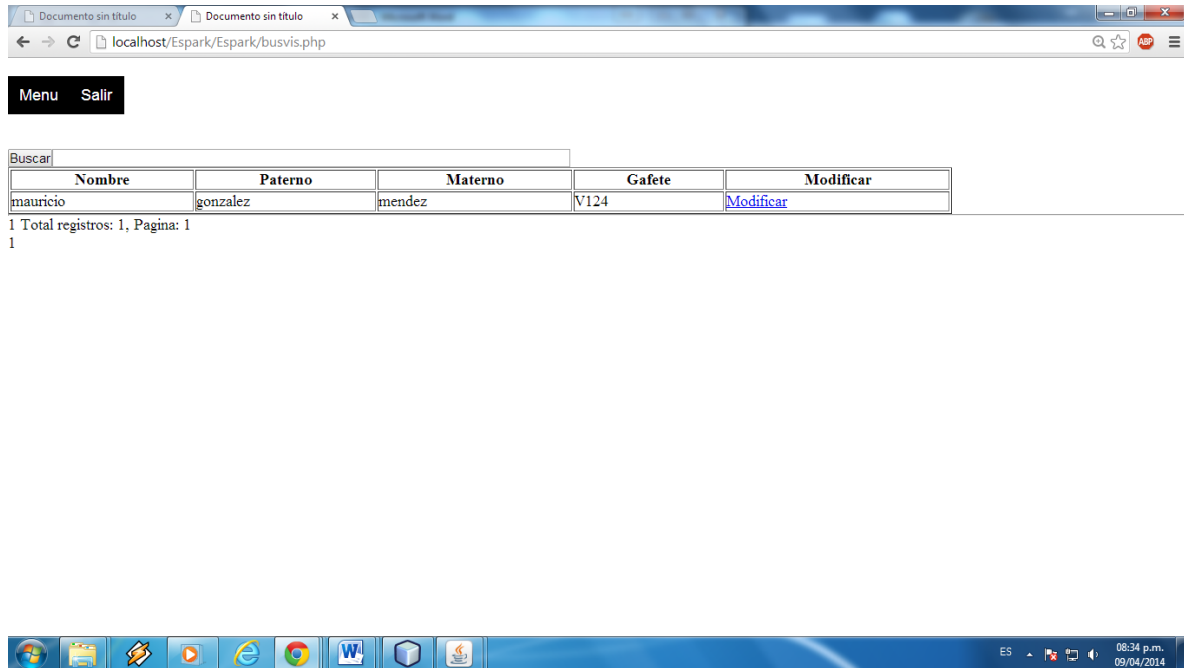 Documento sin título Documento sin título
localhost/Espark/Espark/busvis.php ABP
Menu Salir
Buscar
Nombre Paterno Materno Gafete Modificar
mauricio gonzalez mendez V124 Modificar
1 Total registros: 1, Pagina: 1
1
W ES 08:34 p.m.
09/04/2014